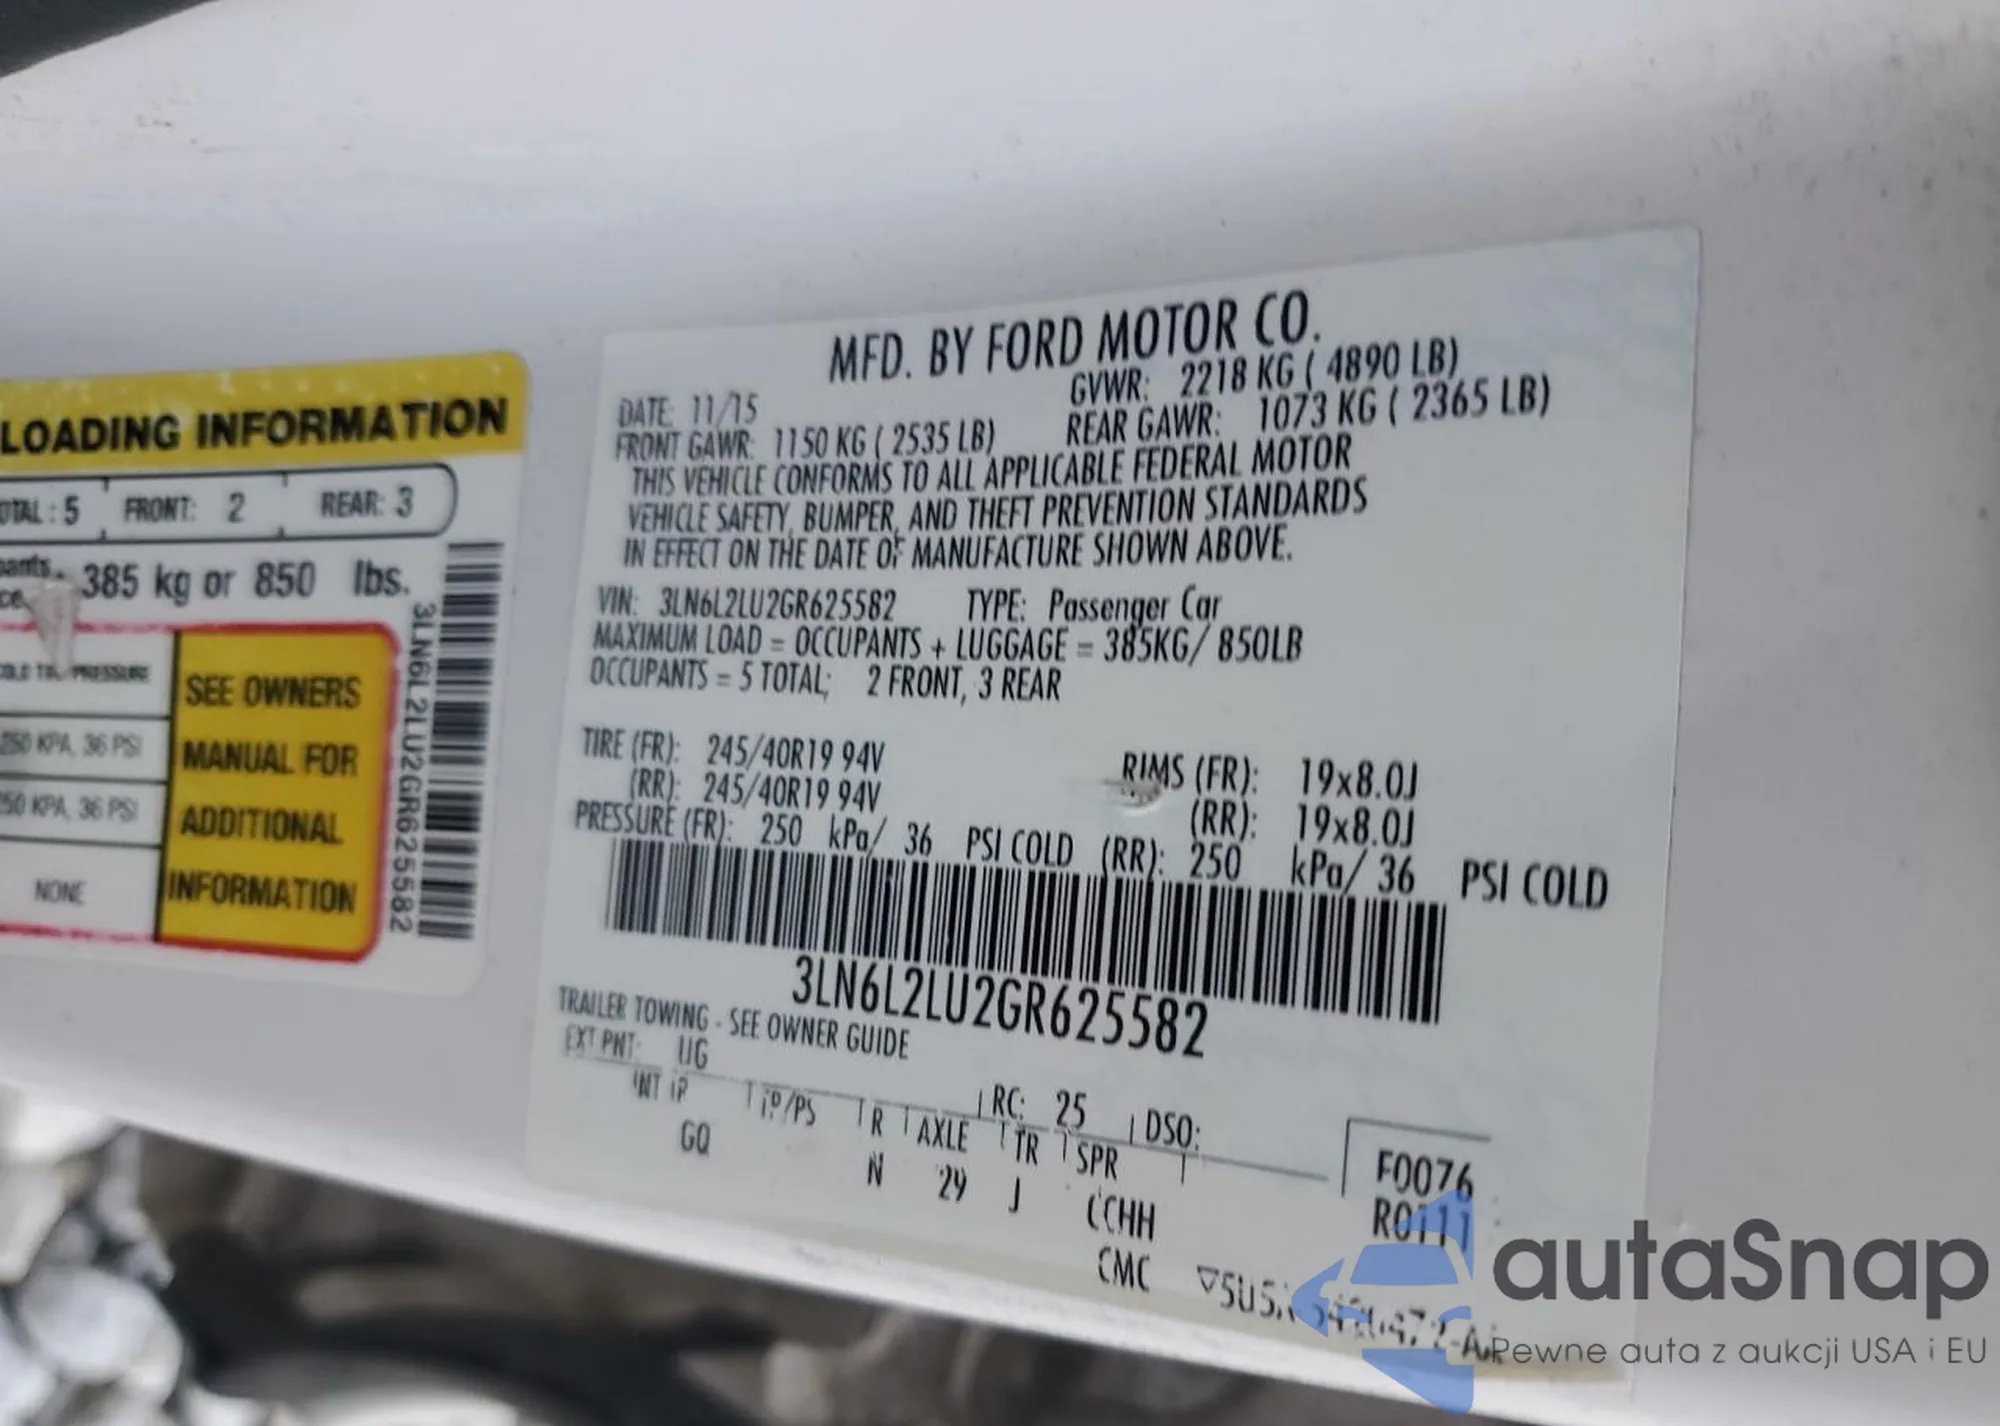 LOADING INFORMATION
TOTAL : 5 FRONT: 2 REAR: 3
385 kg or 850 lbs.
PRESSURE
250 KPA, 36 PSI
250 KPA, 36 PSI
NONE
SEE OWNERS
MANUAL FOR
ADDITIONAL
INFORMATION
3LN6L2LU2GR625582
MFD. BY FORD MOTOR CO.
DATE: 11/15 GVWR: 2218 KG ( 4890 LB)
FRONT GAWR: 1150 KG ( 2535 LB) REAR GAWR: 1073 KG ( 2365 LB)
THIS VEHICLE CONFORMS TO ALL APPLICABLE FEDERAL MOTOR
VEHICLE SAFETY, BUMPER, AND THEFT PREVENTION STANDARDS
IN EFFECT ON THE DATE OF MANUFACTURE SHOWN ABOVE.
VIN: 3LN6L2LU2GR625582 TYPE: Passenger Car
MAXIMUM LOAD = OCCUPANTS + LUGGAGE = 385KG/ 850LB
OCCUPANTS = 5 TOTAL; 2 FRONT, 3 REAR
TIRE (FR): 245/40R19 94V RIMS (FR): 19x8.0J
(RR): 245/40R19 94V (RR): 19x8.0J
PRESSURE (FR): 250 kPa/ 36 PSI COLD (RR): 250 kPa/ 36 PSI COLD
3LN6L2LU2GR625582
TRAILER TOWING - SEE OWNER GUIDE
EXT PNT: UG RC: 25 DSO:
INT TR TP/PS R AXLE TR SPR
GQ N 29 J CCHH
F0076
R0111
CMC
autaSnap
Pewne auta z aukcji USA i EU